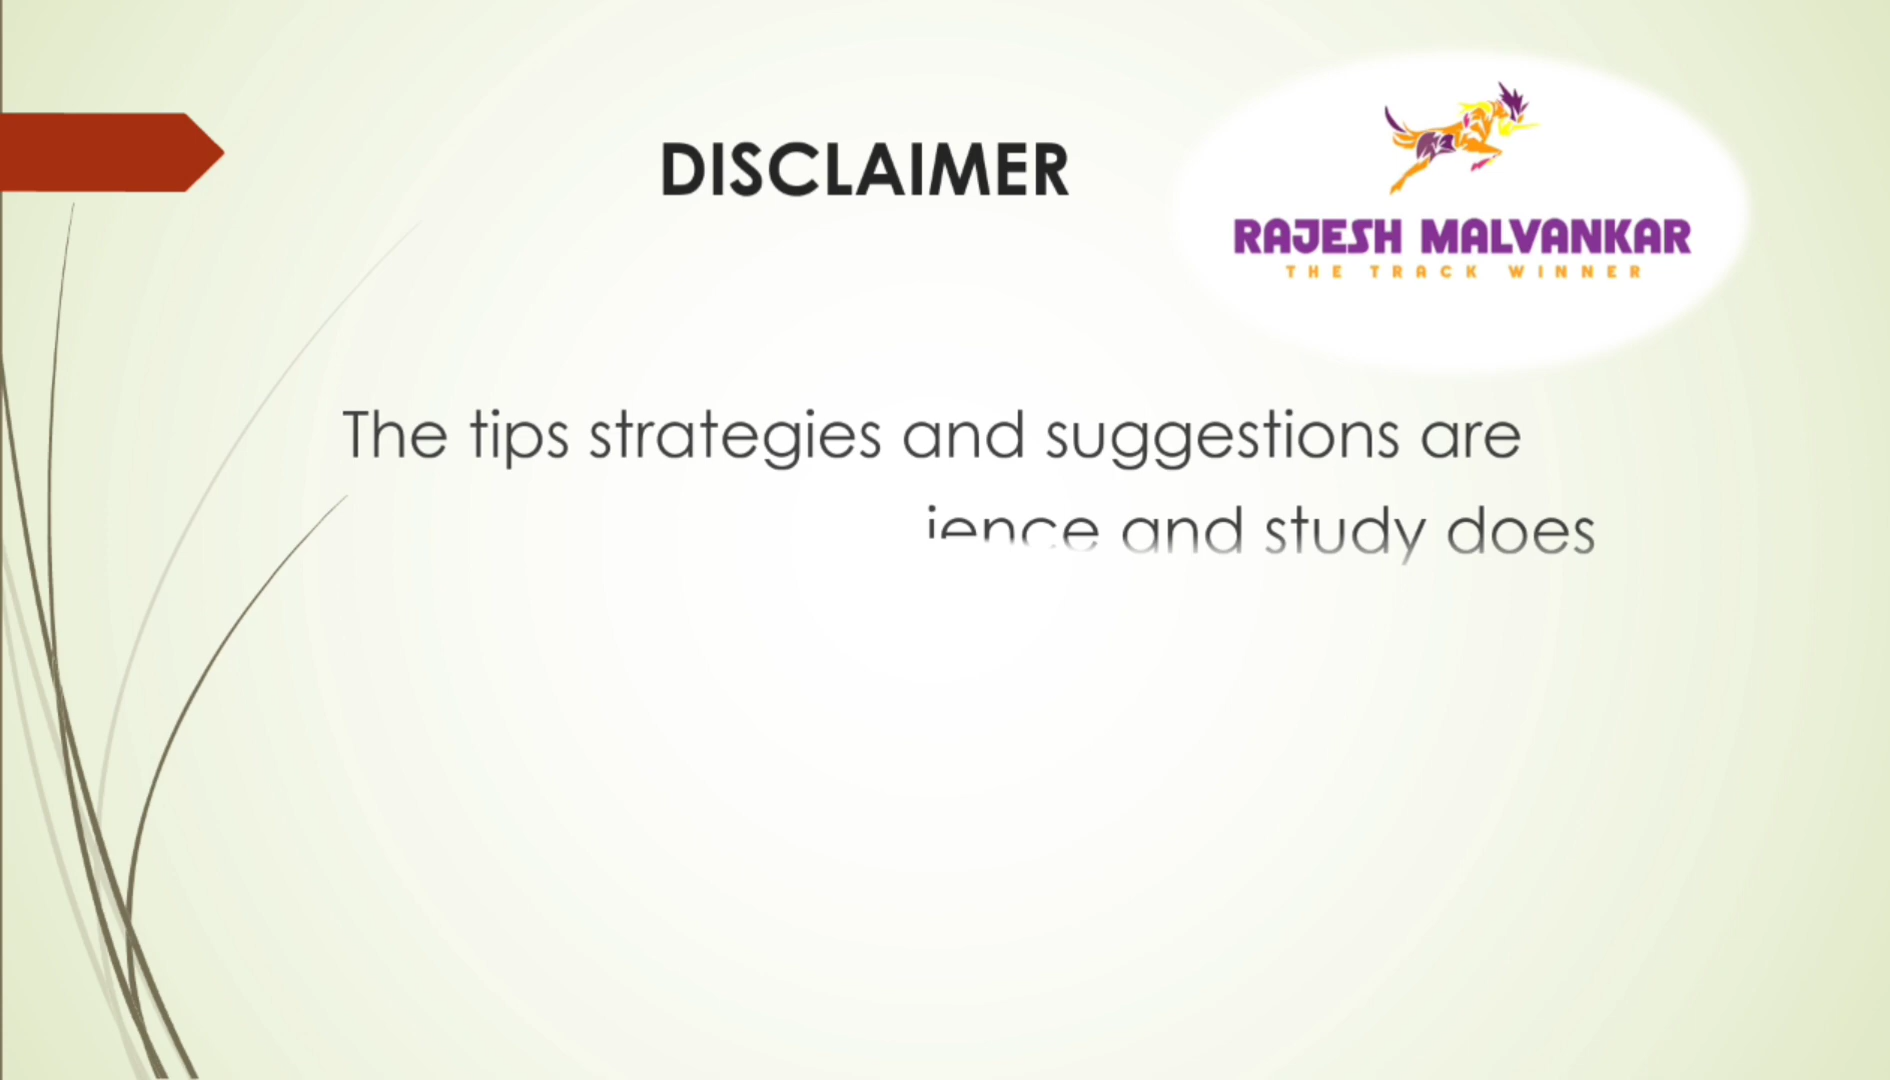 DISCLAIMER
RAJESH MALVANKAR
THE TRACK WINNER
The tips strategies and suggestions are
ience and study does